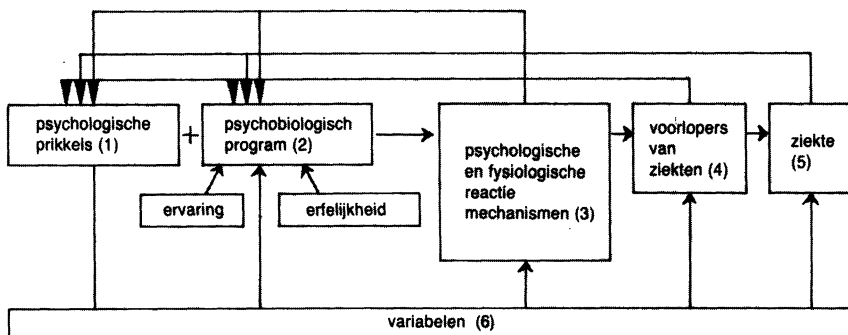 psychologische
prikkels (1)
+
psychobiologisch
program (2)
ervaring
erfelijkheid
psychologische
en fysiologische
reactie
mechanismen (3)
voorlopers
van
ziekten (4)
ziekte
(5)
variabelen (6)